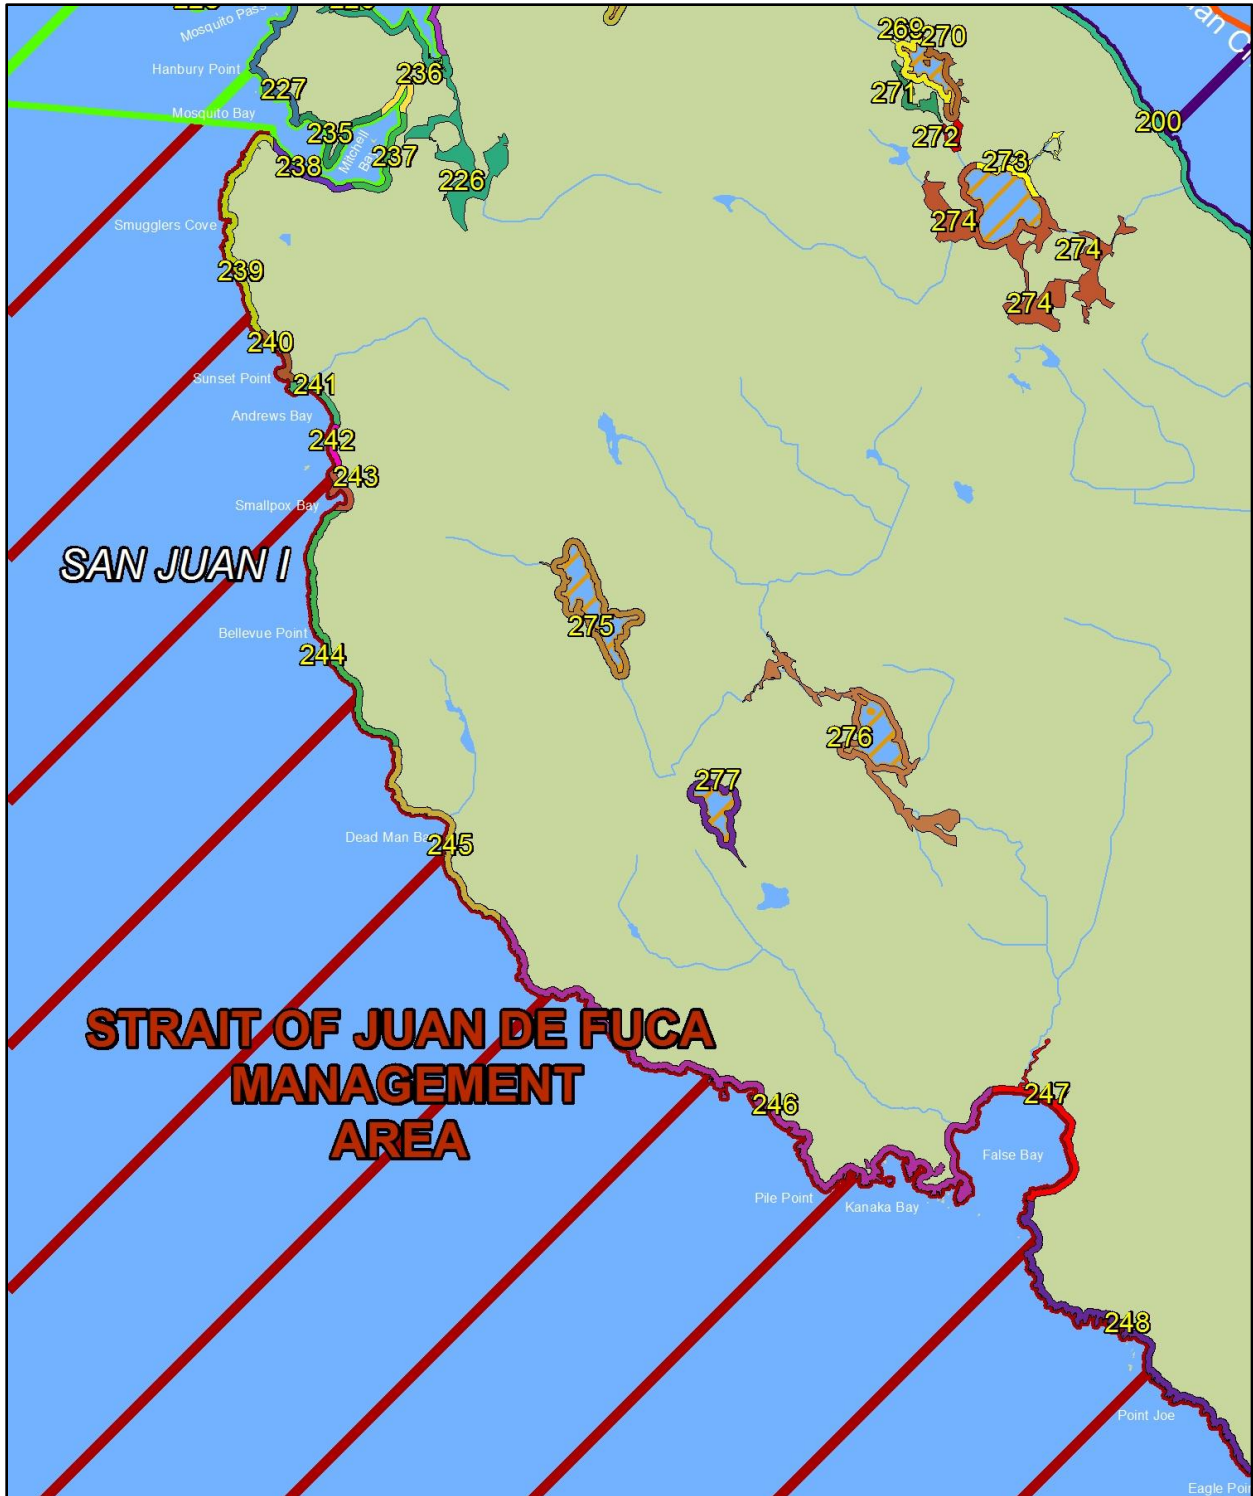 Mosquito Pass
236
269
270
Hanbury Point
227
271
Mosquito Bay
200
235
Mitchell
Bay
237
272
238
273
226
Smugglers Cove
274
274
239
274
240
Sunset Point
241
Andrews Bay
242
243
Smallpox Bay
SAN JUAN I
275
Bellevue Point
244
276
277
Dead Man Ba
245
STRAIT OF JUAN DE FUCA
MANAGEMENT
AREA
246
247
False Bay
Pile Point
Kanaka Bay
248
Point Joe
Eagle Poin